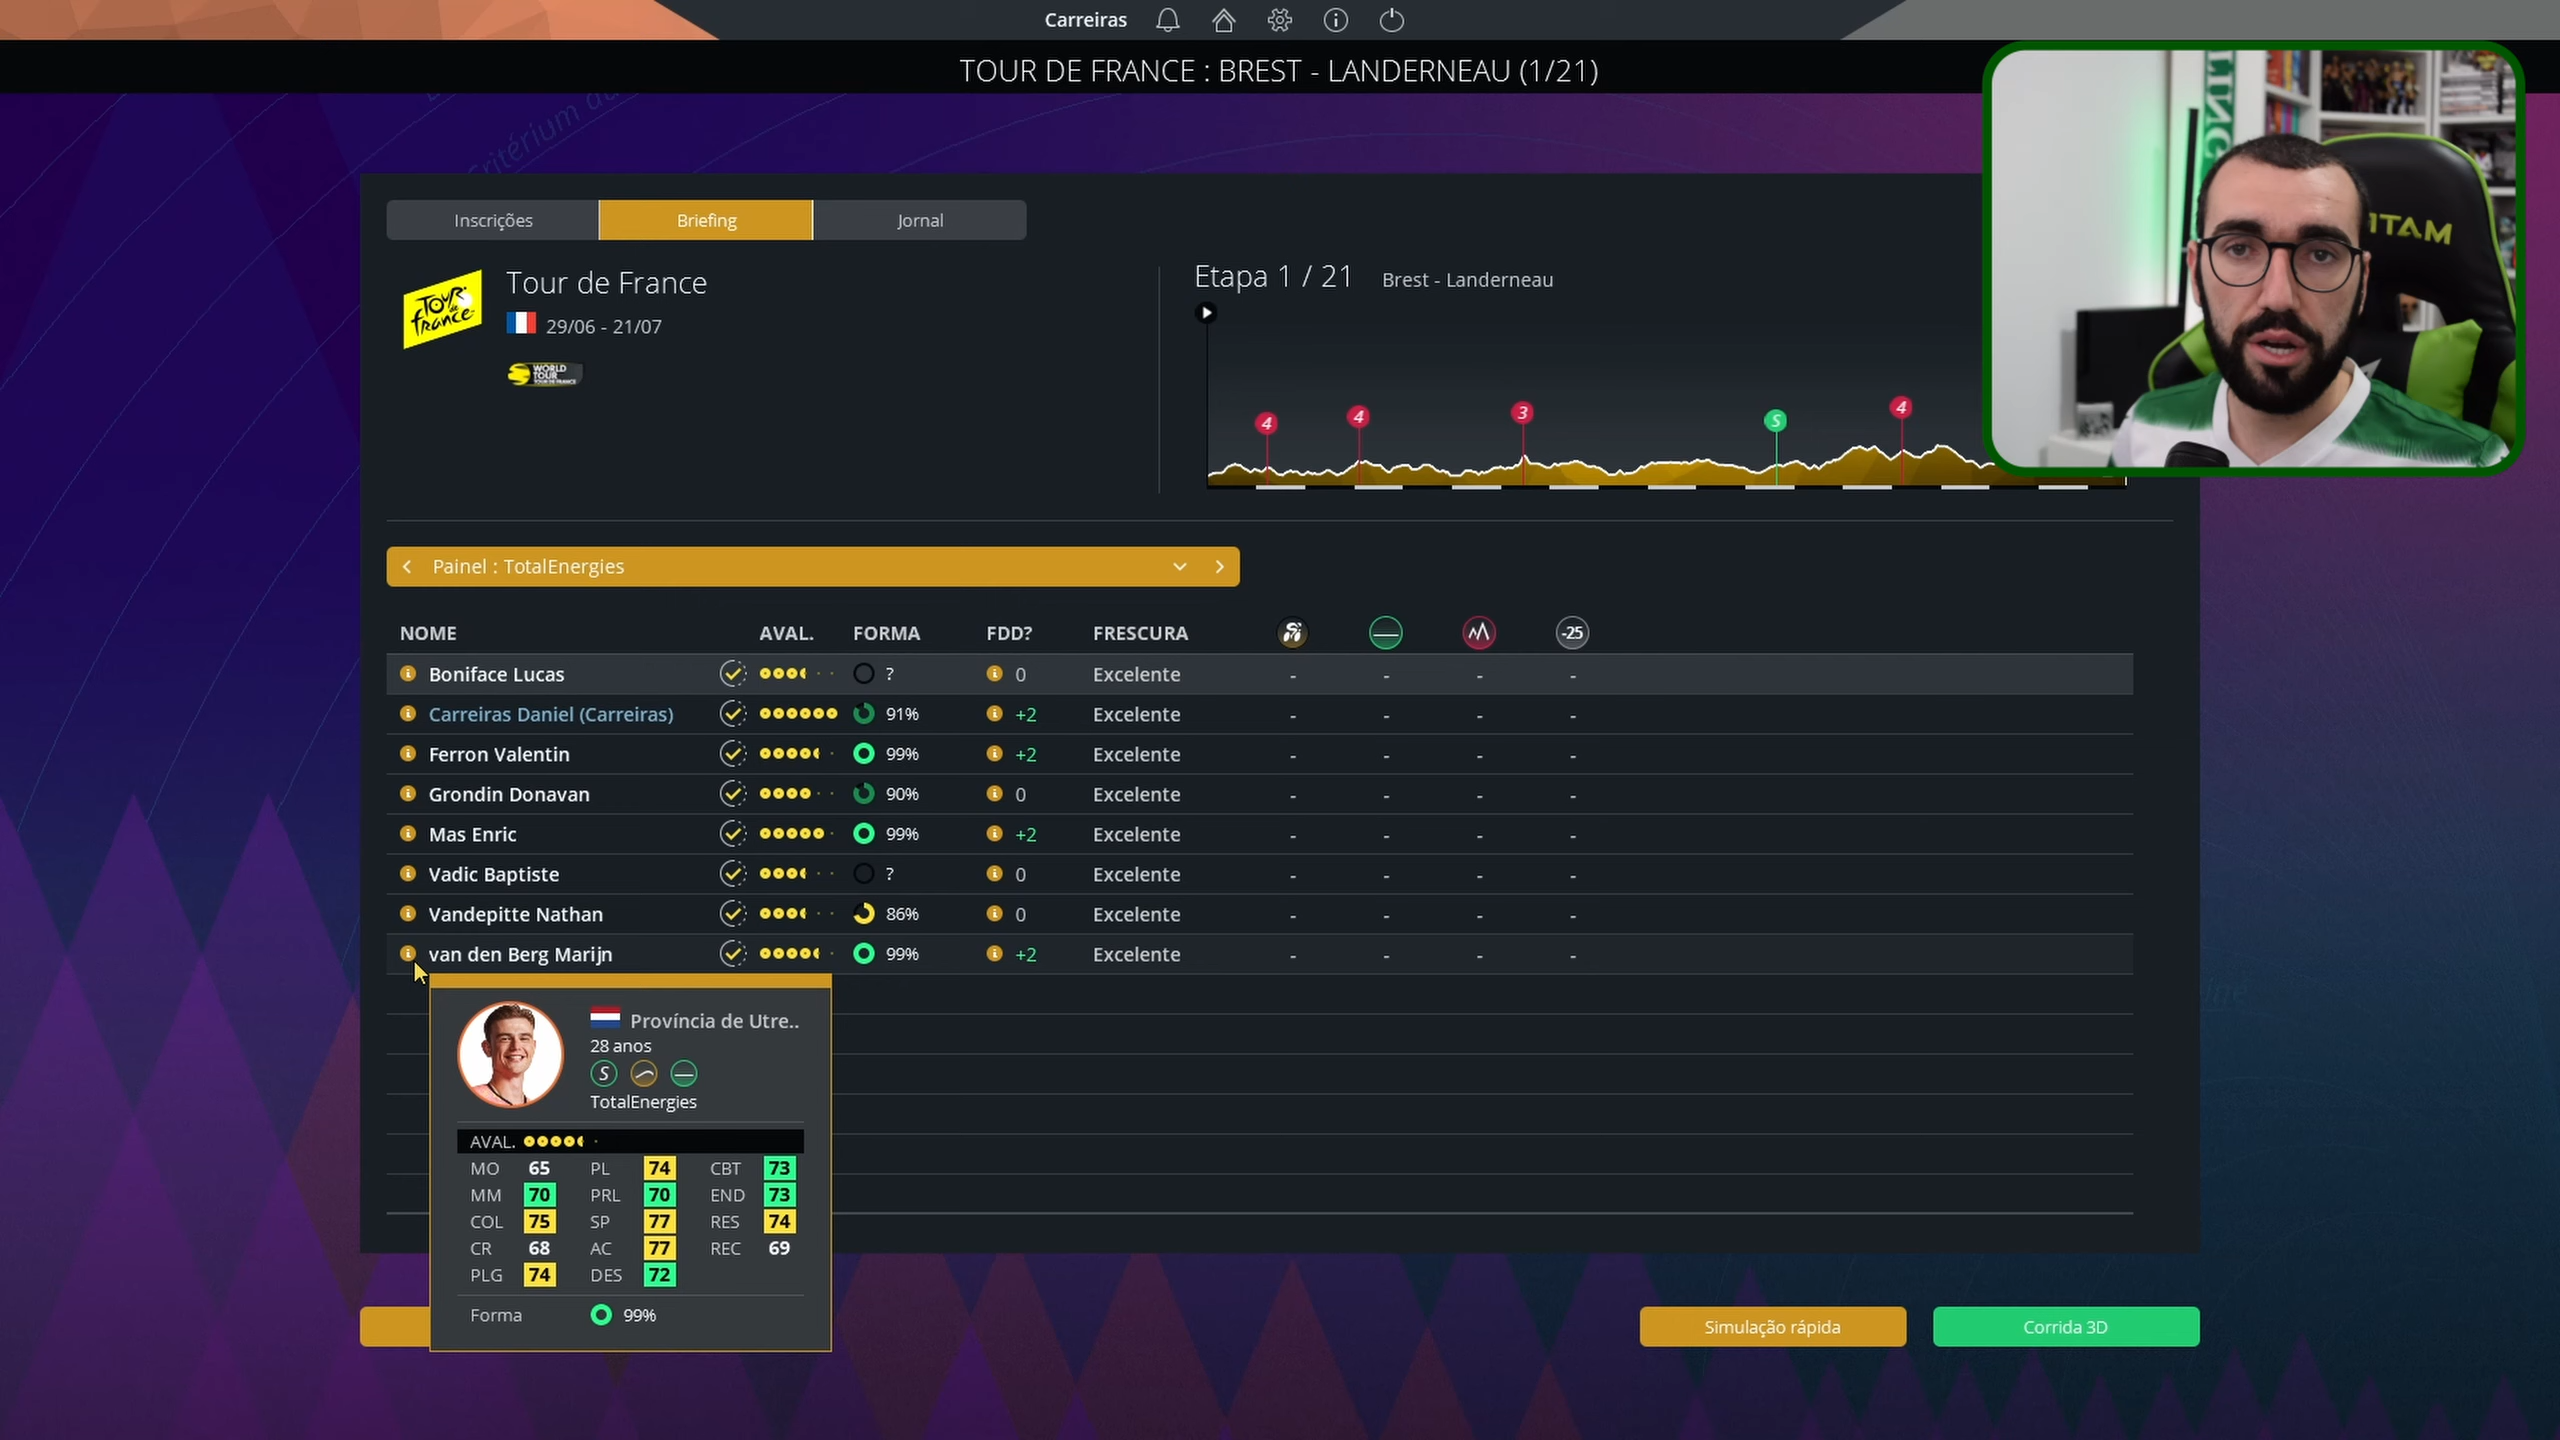 Carreiras
TOUR DE FRANCE : BREST - LANDERNEAU (1/21)
Inscrições
Briefing
Jornal
TOUR de france
Tour de France
29/06 - 21/07
WORLD TOUR
Etapa 1 / 21
Brest - Landerneau
4
4
3
S
4
Painel : TotalEnergies
NOME AVAL. FORMA FDD? FRESCURA -25
Boniface Lucas ? 0 Excelente - - - -
Carreiras Daniel (Carreiras) 91% +2 Excelente - - - -
Ferron Valentin 99% +2 Excelente - - - -
Grondin Donavan 90% 0 Excelente - - - -
Mas Enric 99% +2 Excelente - - - -
Vadic Baptiste ? 0 Excelente - - - -
Vandepitte Nathan 86% 0 Excelente - - - -
van den Berg Marijn 99% +2 Excelente - - - -
Província de Utre..
28 anos
S
TotalEnergies
AVAL.
MO 65 PL 74 CBT 73
MM 70 PRL 70 END 73
COL 75 SP 77 RES 74
CR 68 AC 77 REC 69
PLG 74 DES 72
Forma 99%
Simulação rápida
Corrida 3D